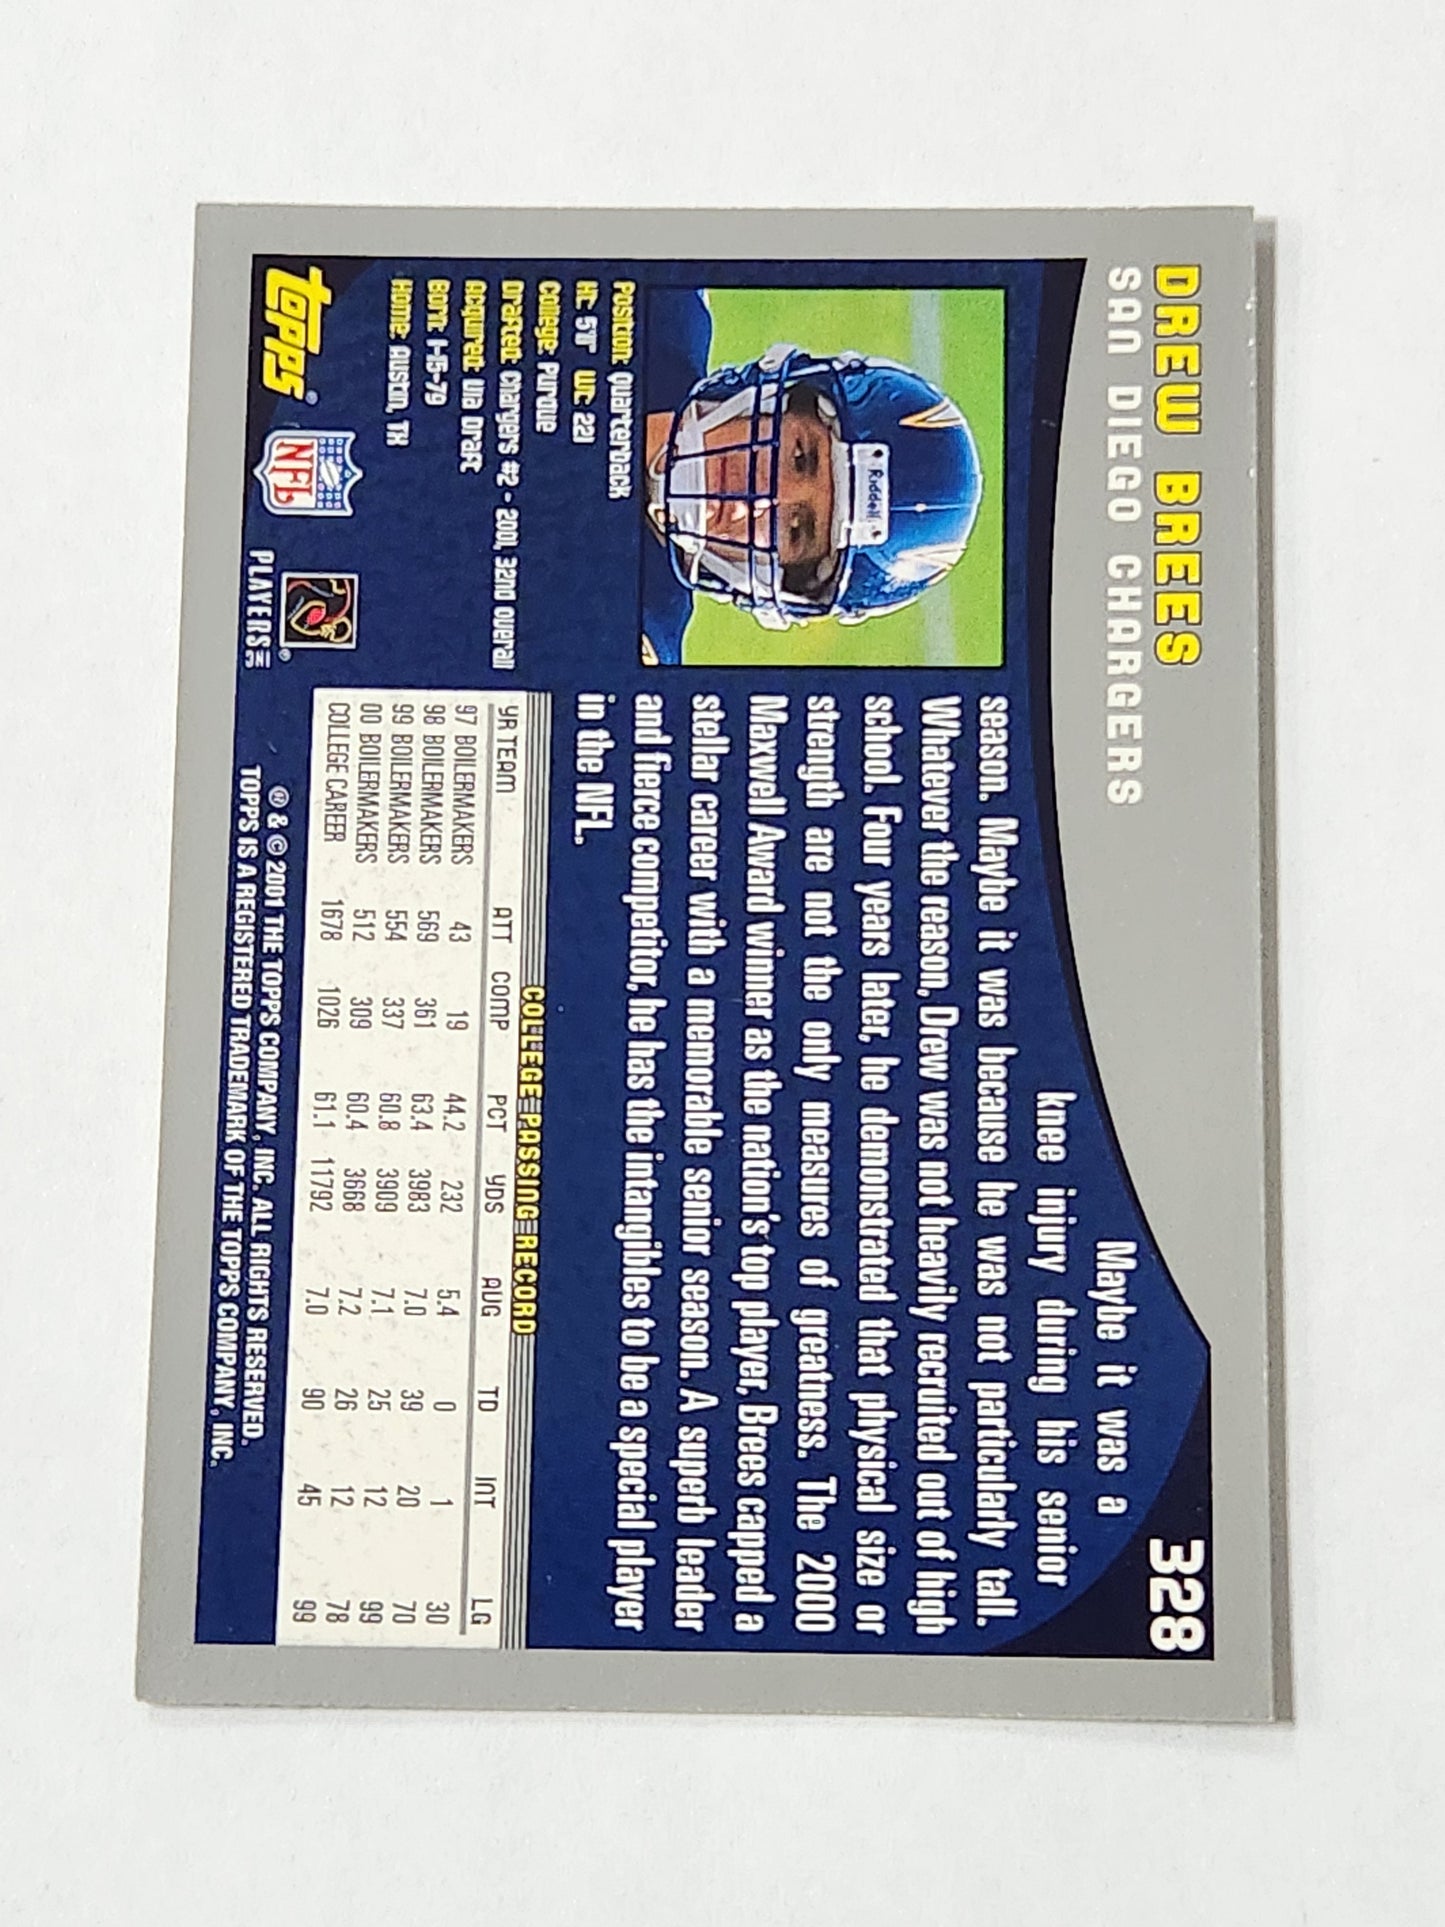 DREW BREES
SAN DIEGO CHARGERS
328
Riddell
Maybe it was a
knee injury during his senior
season. Maybe it was because he was not particularly tall.
Whatever the reason, Drew was not heavily recruited out of high
school. Four years later, he demonstrated that physical size or
strength are not the only measures of greatness. The 2000
Maxwell Award winner as the nation's top player, Brees capped a
stellar career with a memorable senior season. A superb leader
and fierce competitor, he has the intangibles to be a special player
in the NFL.
Position: Quarterback
Ht: 5'11" Wt: 221
College: Purdue
Drafted: Chargers #2 - 2001, 32nd overall
Acquired: Via Draft
Born: 1-15-79
Home: Austin, TX
COLLEGE PASSING RECORD
YR TEAM ATT COMP PCT YDS AVG TD INT LG
97 BOILERMAKERS 43 19 44.2 232 5.4 0 1 30
98 BOILERMAKERS 569 361 63.4 3983 7.0 39 20 70
99 BOILERMAKERS 554 337 60.8 3909 7.1 25 12 99
00 BOILERMAKERS 512 309 60.4 3668 7.2 26 12 78
COLLEGE CAREER 1678 1026 61.1 11792 7.0 90 45 99
Topps®
NFL
PLAYERS INC ®
® & © 2001 THE TOPPS COMPANY, INC. ALL RIGHTS RESERVED.
TOPPS IS A REGISTERED TRADEMARK OF THE TOPPS COMPANY, INC.